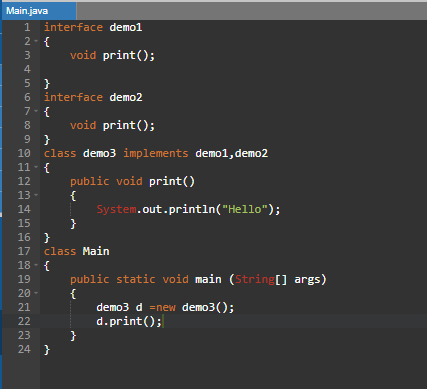 Main.java
1 interface demo1
2 {
3     void print();
4
5 }
6 interface demo2
7 {
8     void print();
9 }
10 class demo3 implements demo1,demo2
11 {
12     public void print()
13     {
14         System.out.println("Hello");
15     }
16 }
17 class Main
18 {
19     public static void main (String[] args)
20     {
21         demo3 d =new demo3();
22         d.print();
23     }
24 }